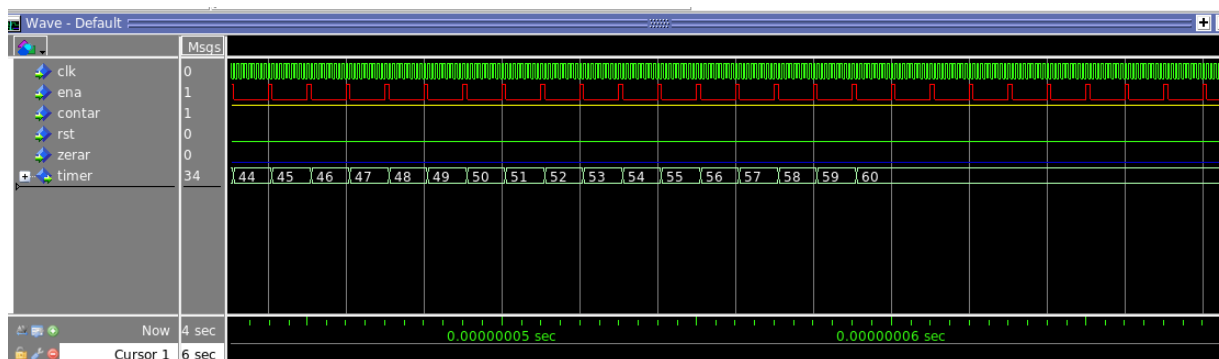 Wave - Default
Msgs
clk 0
ena 1
contar 1
rst 0
zerar 0
timer 34 44 45 46 47 48 49 50 51 52 53 54 55 56 57 58 59 60
Now 4 sec 0.00000005 sec 0.00000006 sec
Cursor 1 6 sec